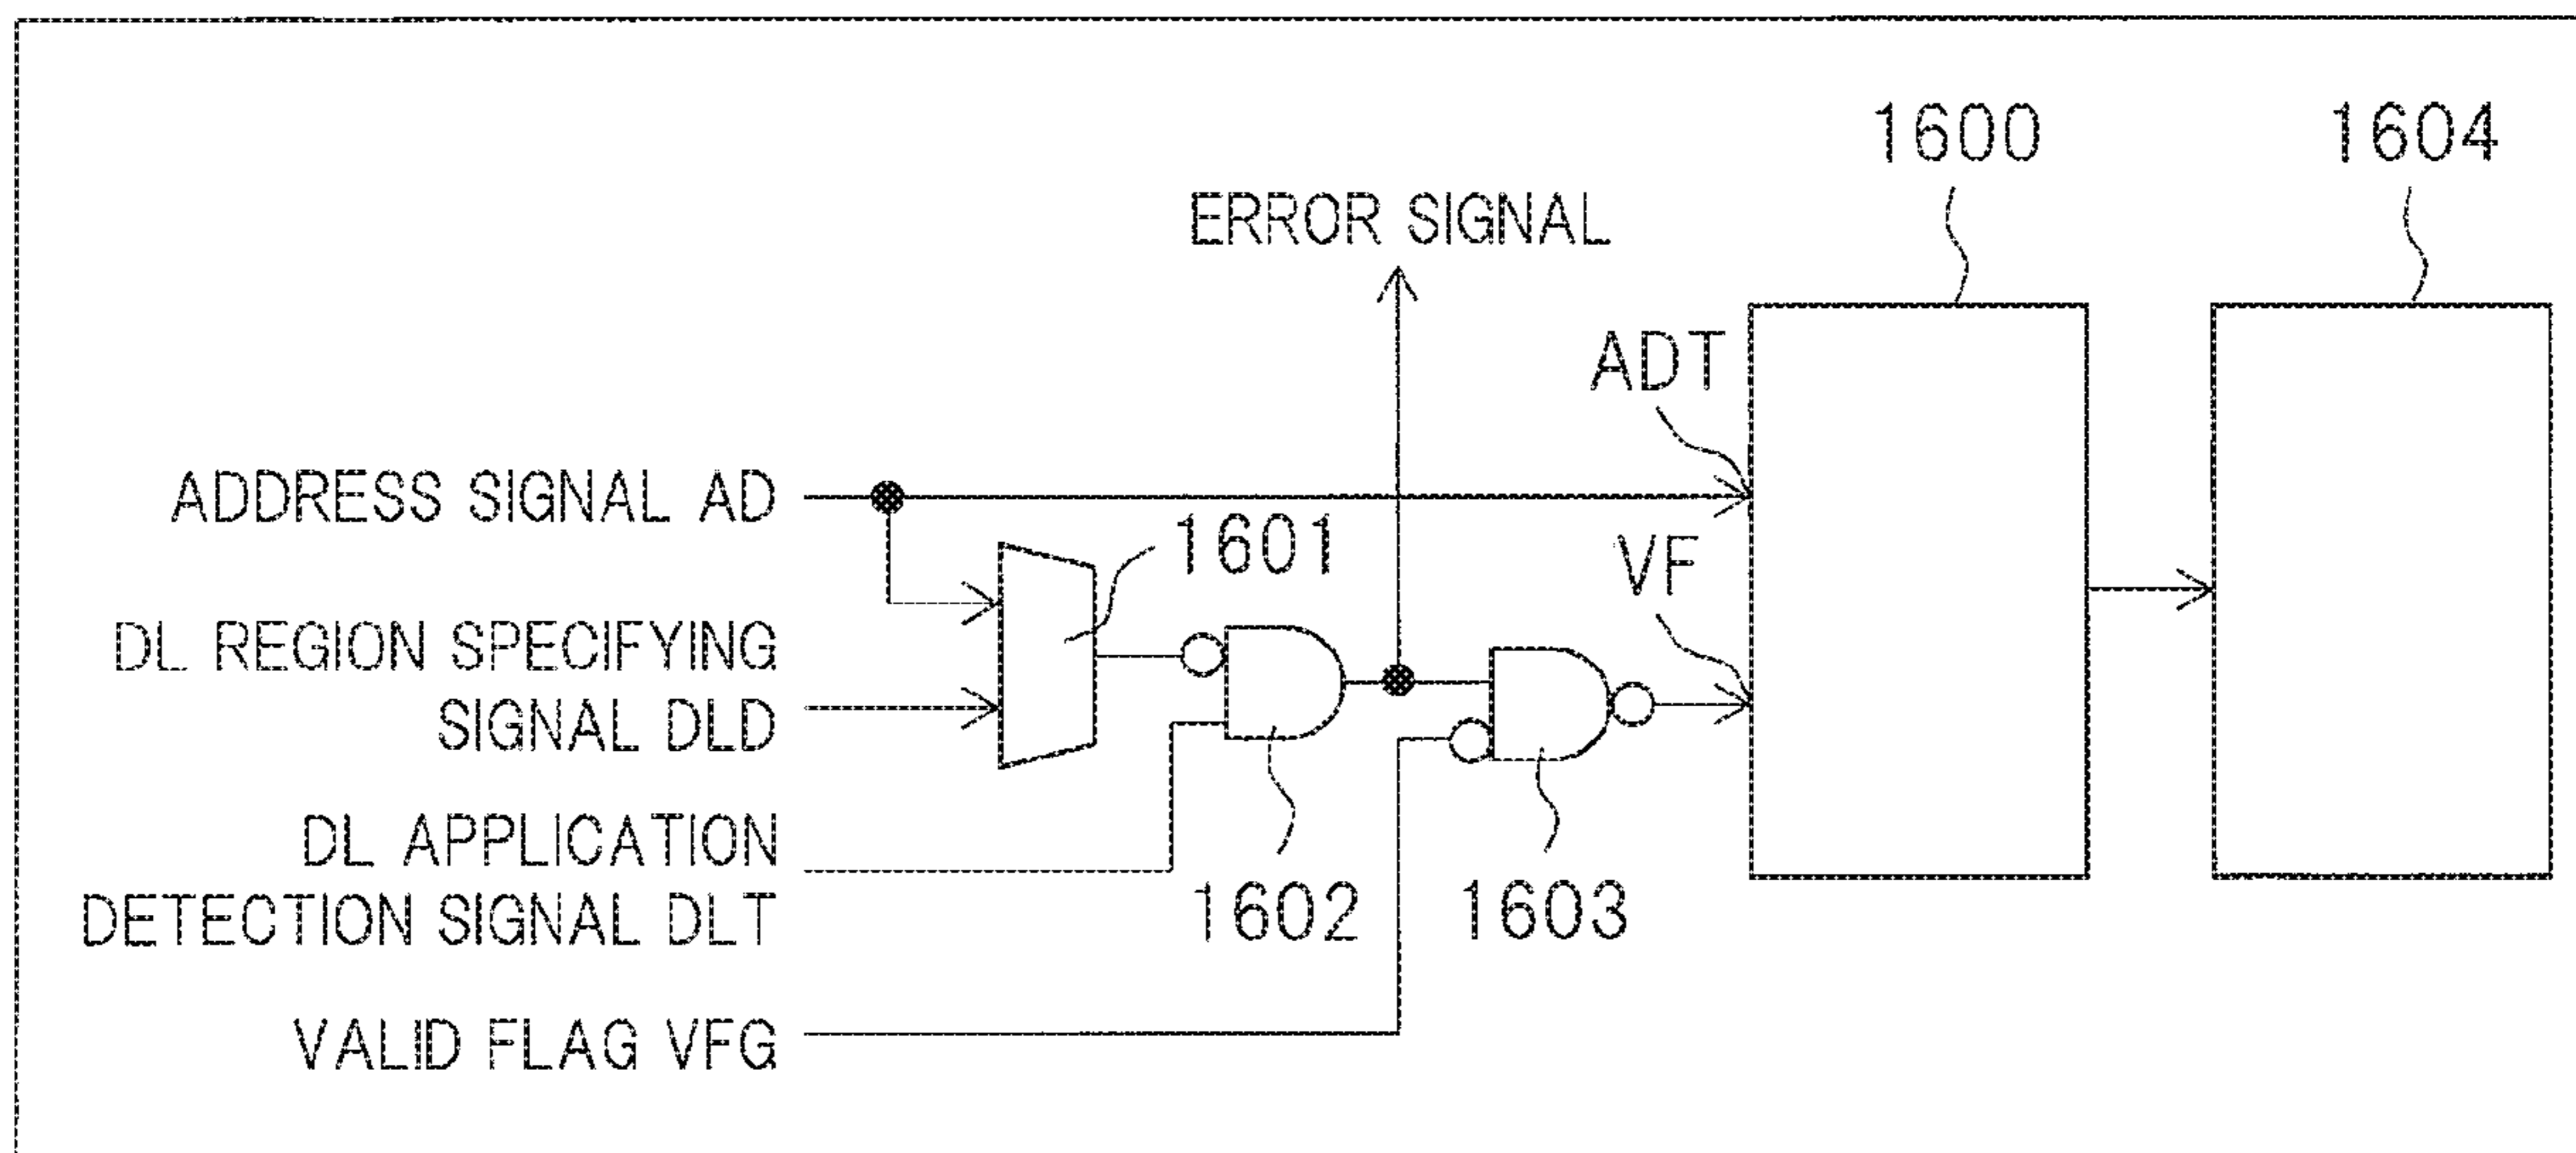 1600
1604
ERROR SIGNAL
ADT
ADDRESS SIGNAL AD
1601
VF
DL REGION SPECIFYING
SIGNAL DLD
DL APPLICATION
DETECTION SIGNAL DLT
1602
1603
VALID FLAG VFG